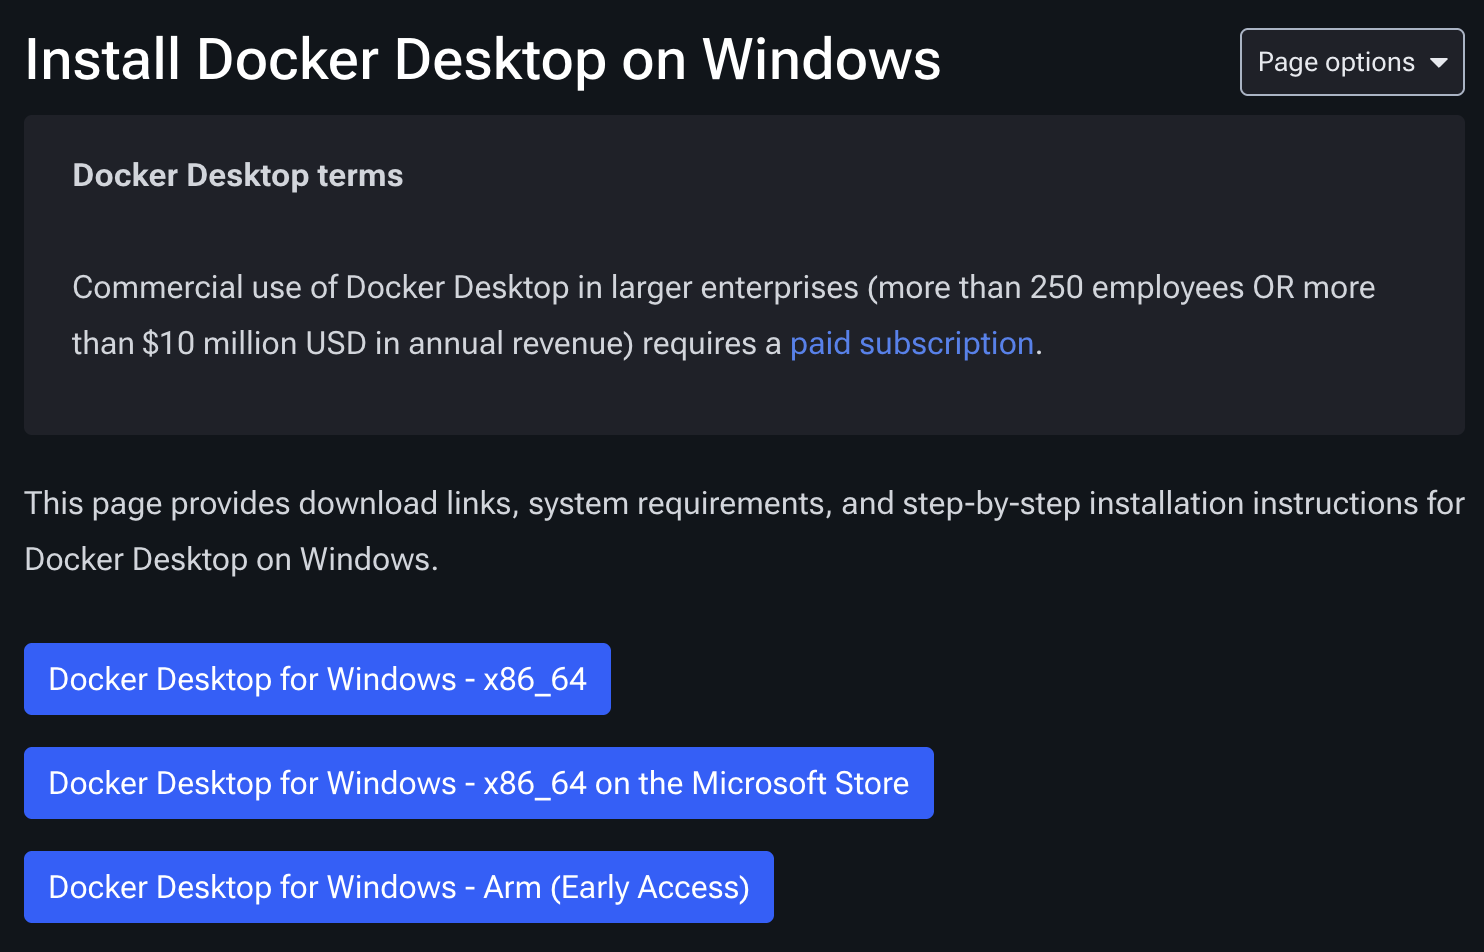 Install Docker Desktop on Windows
Page options
Docker Desktop terms
Commercial use of Docker Desktop in larger enterprises (more than 250 employees OR more
than $10 million USD in annual revenue) requires a paid subscription.
This page provides download links, system requirements, and step-by-step installation instructions for
Docker Desktop on Windows.
Docker Desktop for Windows - x86_64
Docker Desktop for Windows - x86_64 on the Microsoft Store
Docker Desktop for Windows - Arm (Early Access)